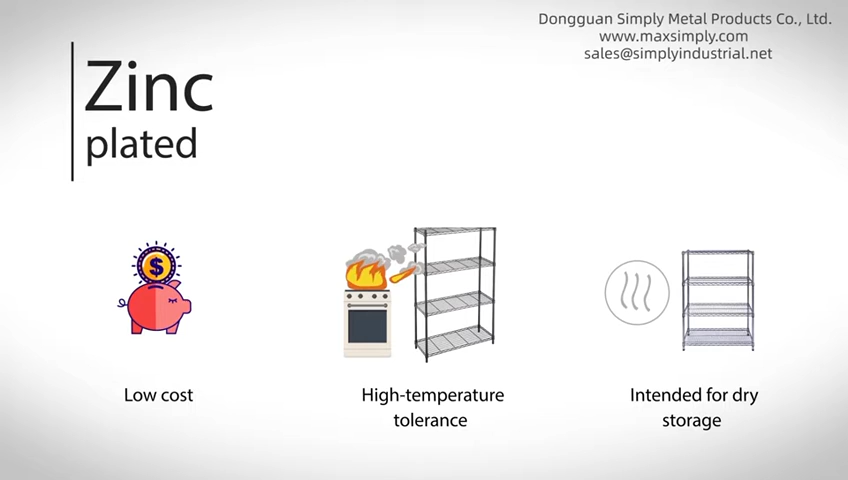 Dongguan Simply Metal Products Co., Ltd.
www.maxsimply.com
sales@simplyindustrial.net
Zinc
plated
$
Low cost
High-temperature
tolerance
Intended for dry
storage